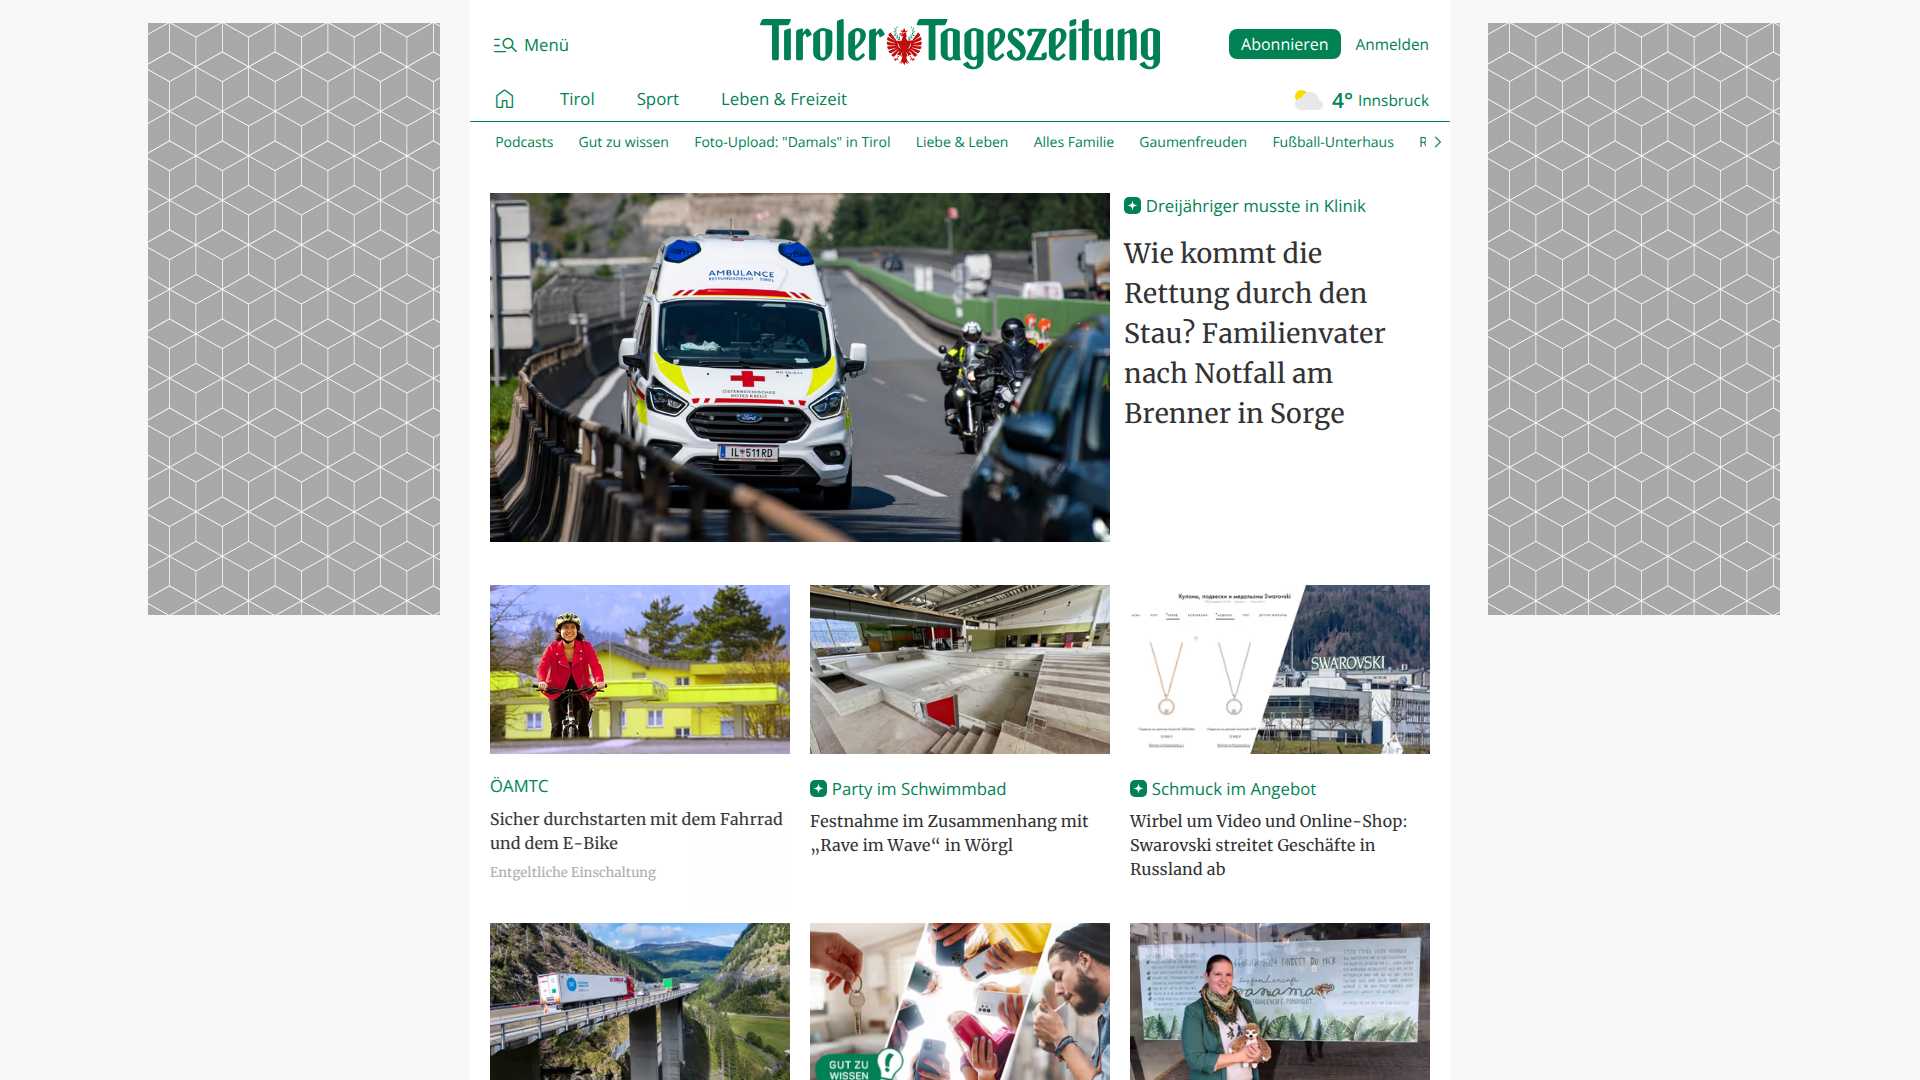 Menü
Tiroler Tageszeitung
Abonnieren
Anmelden
Tirol
Sport
Leben & Freizeit
4° Innsbruck
Podcasts
Gut zu wissen
Foto-Upload: "Damals" in Tirol
Liebe & Leben
Alles Familie
Gaumenfreuden
Fußball-Unterhaus
R
AMBULANCE
IL 511RD
Dreijähriger musste in Klinik
Wie kommt die
Rettung durch den
Stau? Familienvater
nach Notfall am
Brenner in Sorge
Кулоны, подвески и медальоны Swarovski
SWAROVSKI
ÖAMTC
Sicher durchstarten mit dem Fahrrad
und dem E-Bike
Entgeltliche Einschaltung
Party im Schwimmbad
Festnahme im Zusammenhang mit
„Rave im Wave“ in Wörgl
Schmuck im Angebot
Wirbel um Video und Online-Shop:
Swarovski streitet Geschäfte in
Russland ab
GUT ZU
WISSEN